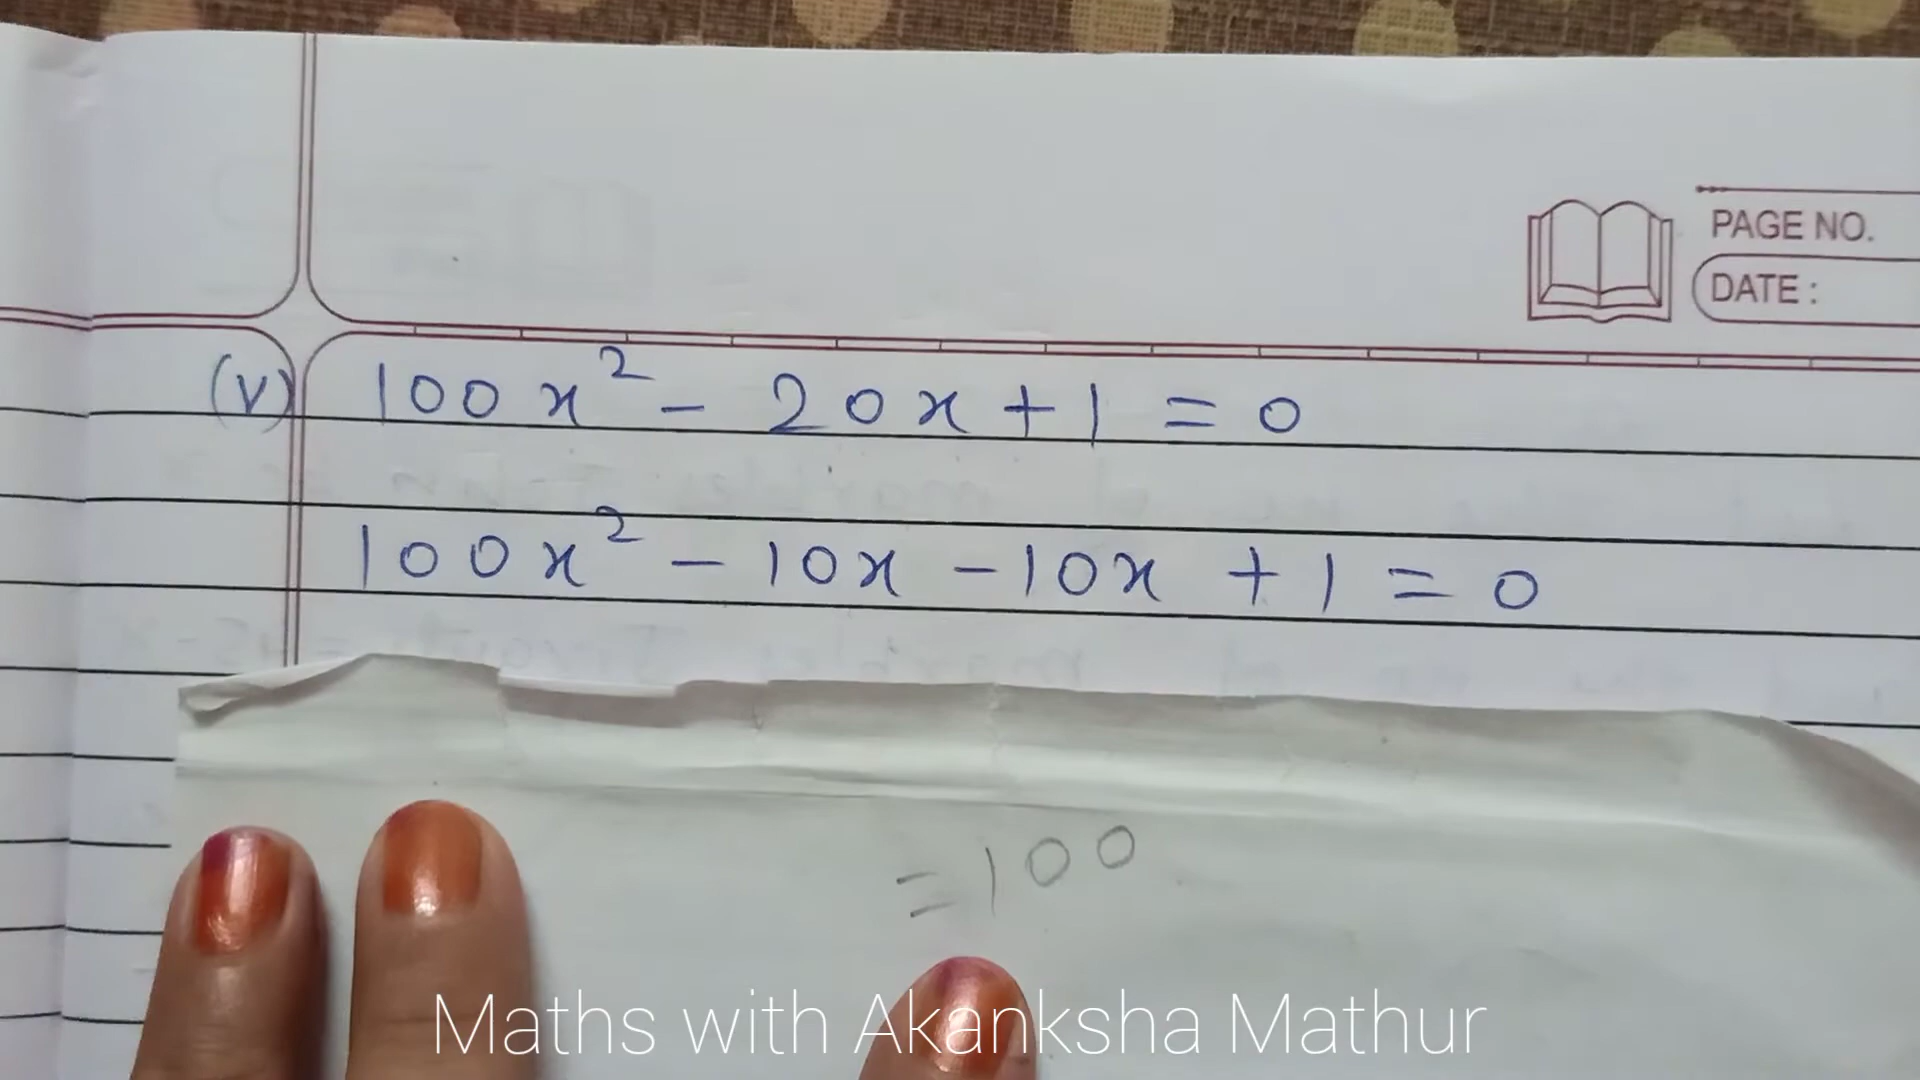 PAGE NO.
DATE :
(v) 100x² - 20x + 1 = 0
100x² - 10x - 10x + 1 = 0
= 100
Maths with Akanksha Mathur